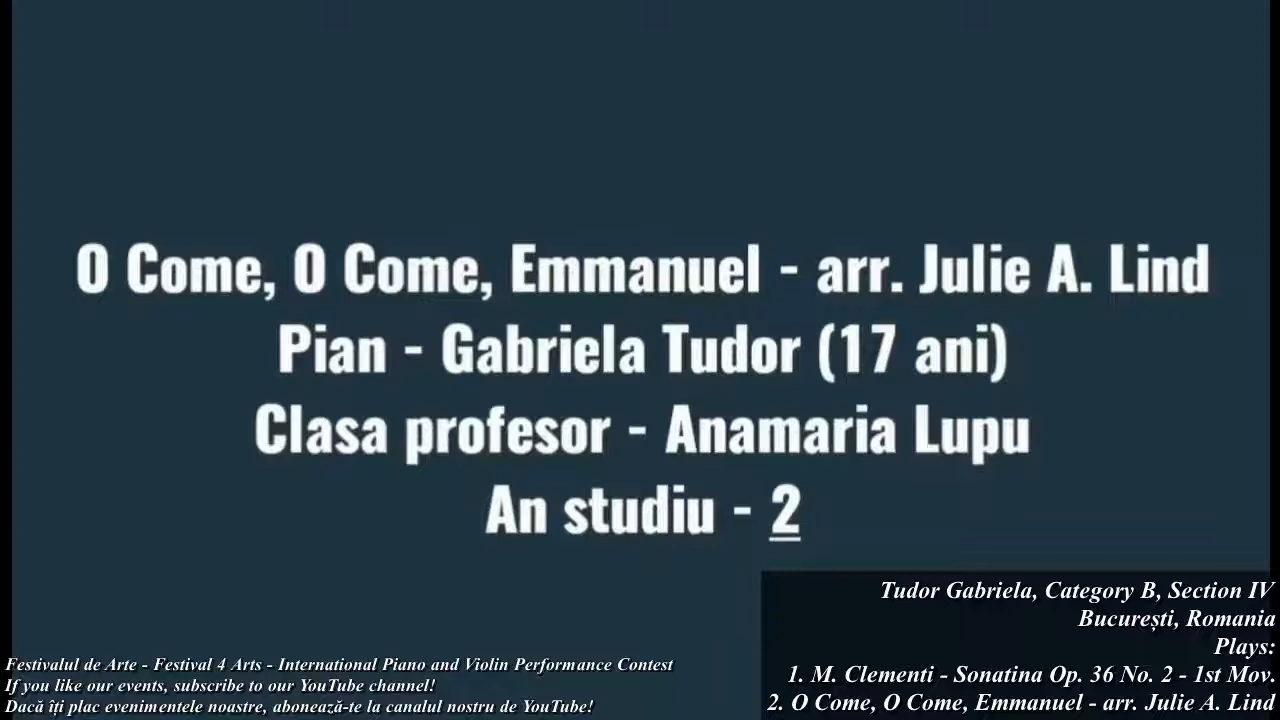 O Come, O Come, Emmanuel - arr. Julie A. Lind
Pian - Gabriela Tudor (17 ani)
Clasa profesor - Anamaria Lupu
An studiu - 2
Tudor Gabriela, Category B, Section IV
București, Romania
Plays:
1. M. Clementi - Sonatina Op. 36 No. 2 - 1st Mov.
2. O Come, O Come, Emmanuel - arr. Julie A. Lind
Festivalul de Arte - Festival 4 Arts - International Piano and Violin Performance Contest
If you like our events, subscribe to our YouTube channel!
Dacă îți plac evenimentele noastre, abonează-te la canalul nostru de YouTube!